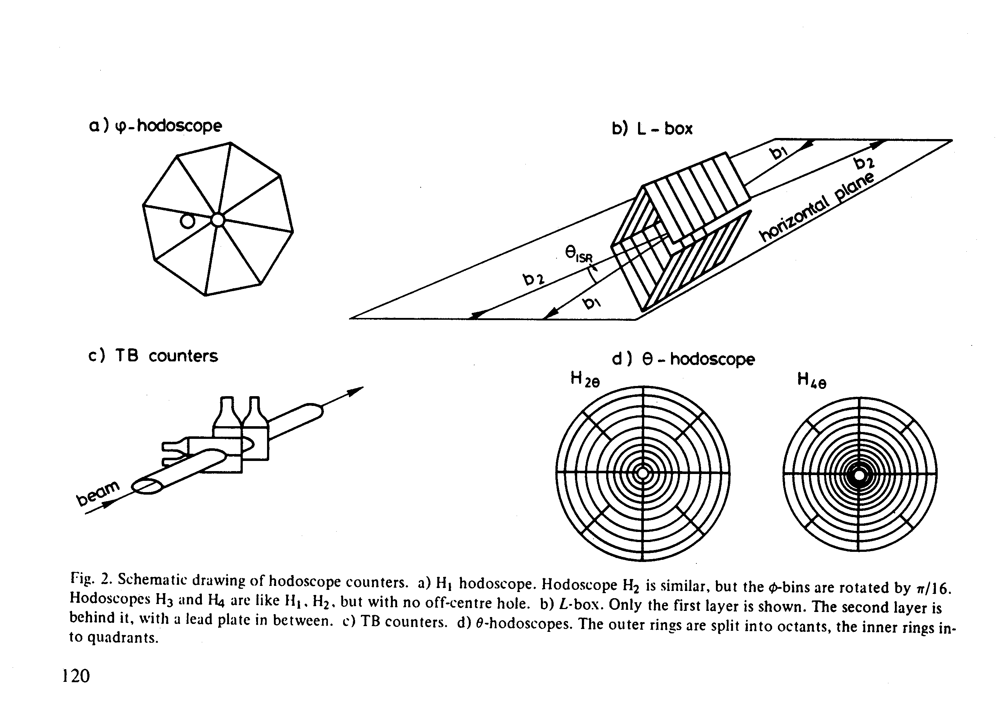 a) φ-hodoscope
b) L - box
b1
b2
horizontal plane
θISR
b2
b1
c) TB counters
d) θ - hodoscope
H2θ
H4θ
beam
Fig. 2. Schematic drawing of hodoscope counters. a) H1 hodoscope. Hodoscope H2 is similar, but the ϕ-bins are rotated by π/16.
Hodoscopes H3 and H4 are like H1, H2, but with no off-centre hole. b) L-box. Only the first layer is shown. The second layer is
behind it, with a lead plate in between. c) TB counters. d) θ-hodoscopes. The outer rings are split into octants, the inner rings in-
to quadrants.
120